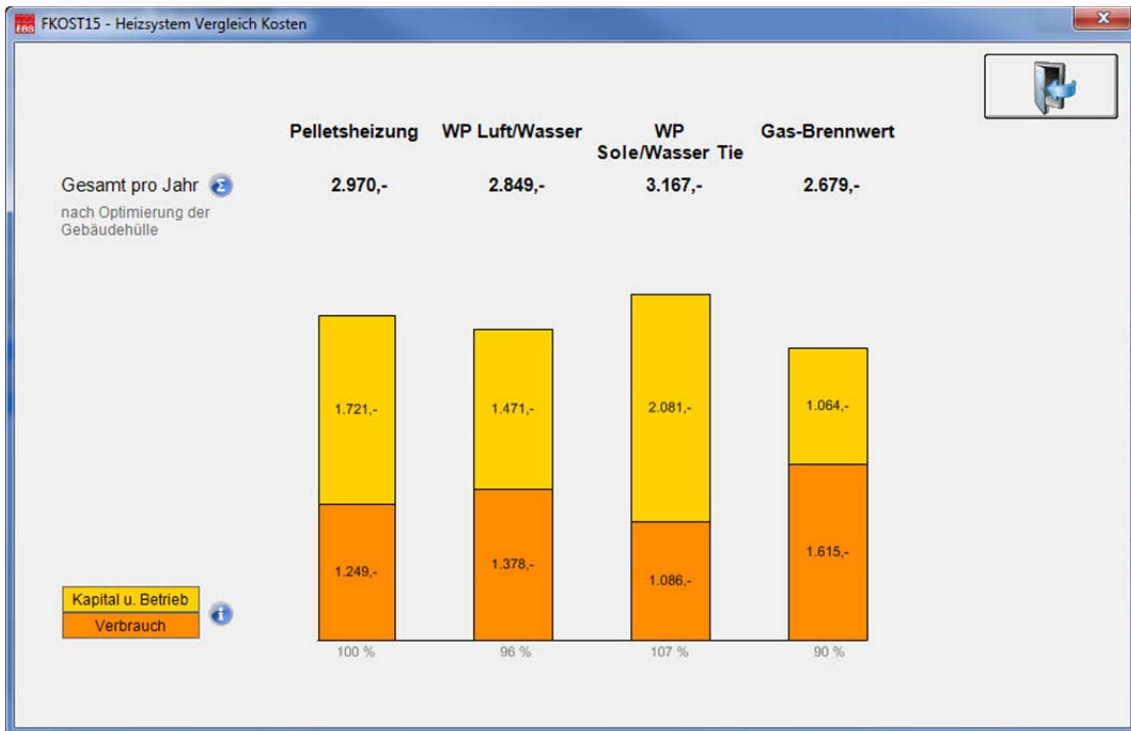 FKOST15 - Heizsystem Vergleich Kosten
Pelletsheizung WP Luft/Wasser WP Gas-Brennwert
Sole/Wasser Tie
Gesamt pro Jahr Σ 2.970,- 2.849,- 3.167,- 2.679,-
nach Optimierung der
Gebäudehülle
1.721,- 1.471,- 2.081,- 1.064,-
1.249,- 1.378,- 1.086,- 1.615,-
Kapital u. Betrieb
Verbrauch
100 % 96 % 107 % 90 %